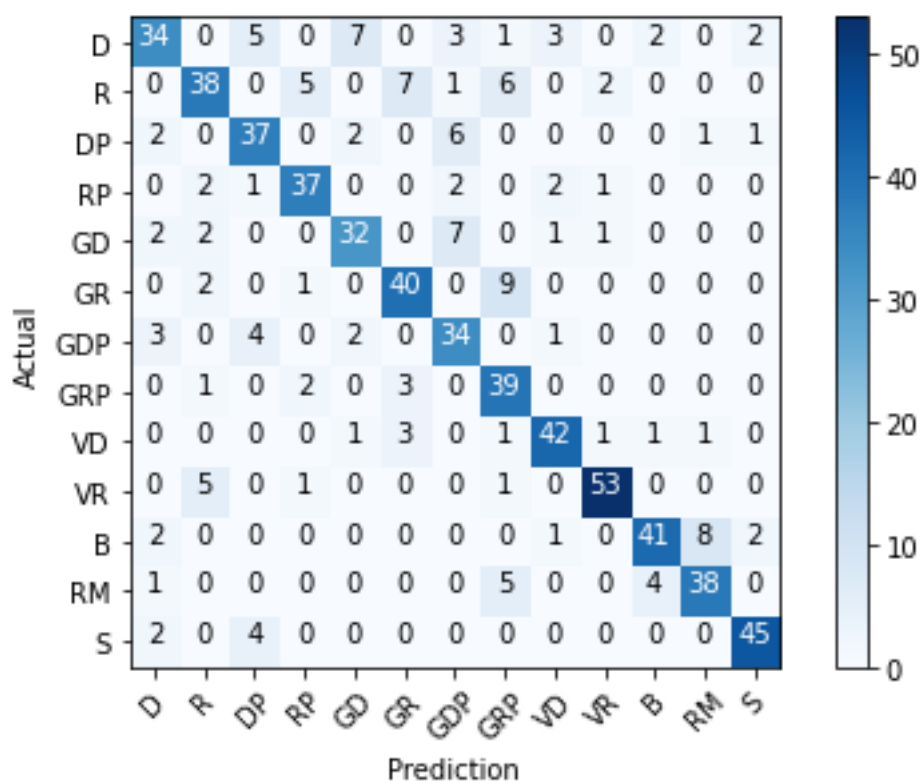 D 34 0 5 0 7 0 3 1 3 0 2 0 2
R 0 38 0 5 0 7 1 6 0 2 0 0 0
DP 2 0 37 0 2 0 6 0 0 0 0 1 1
RP 0 2 1 37 0 0 2 0 2 1 0 0 0
GD 2 2 0 0 32 0 7 0 1 1 0 0 0
GR 0 2 0 1 0 40 0 9 0 0 0 0 0
GDP 3 0 4 0 2 0 34 0 1 0 0 0 0
GRP 0 1 0 2 0 3 0 39 0 0 0 0 0
VD 0 0 0 0 1 3 0 1 42 1 1 1 0
VR 0 5 0 1 0 0 0 1 0 53 0 0 0
B 2 0 0 0 0 0 0 0 1 0 41 8 2
RM 1 0 0 0 0 0 0 5 0 0 4 38 0
S 2 0 4 0 0 0 0 0 0 0 0 0 45
D R DP RP GD GR GDP GRP VD VR B RM S
Prediction
Actual
50
40
30
20
10
0